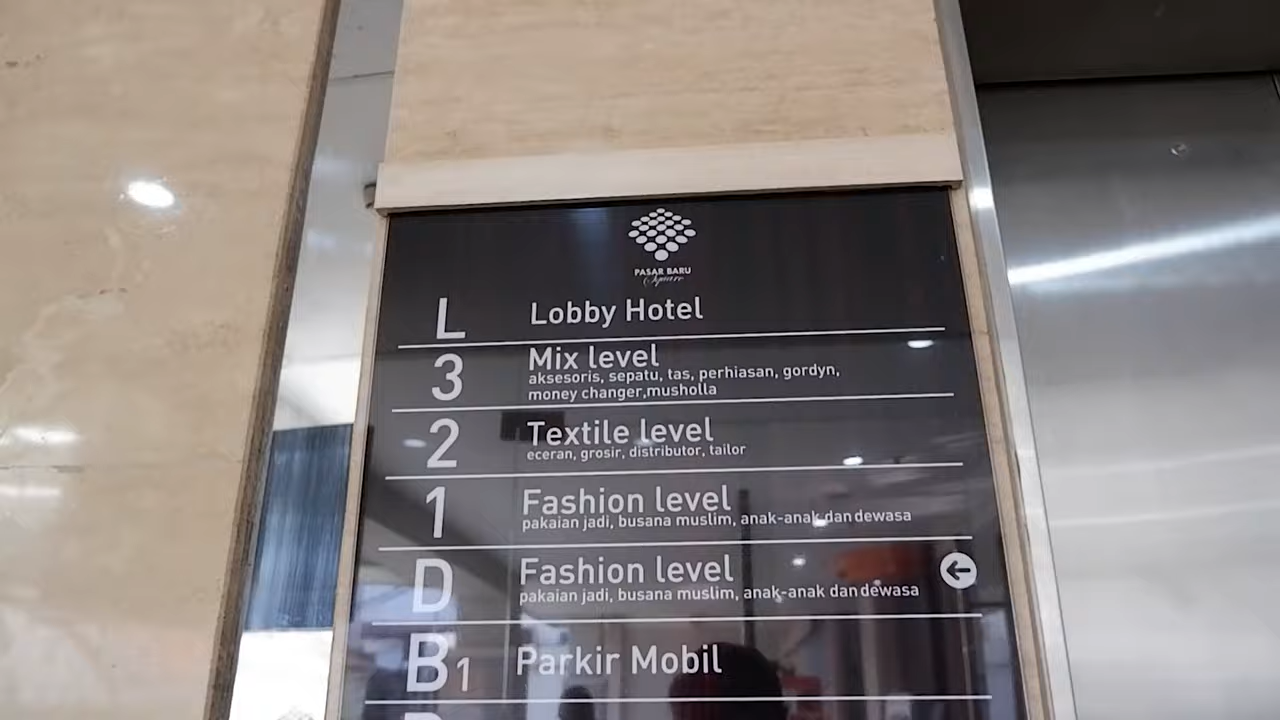 PASAR BARU
Square
L Lobby Hotel
3 Mix level
aksesoris, sepatu, tas, perhiasan, gordyn,
money changer,musholla
2 Textile level
eceran, grosir, distributor, tailor
1 Fashion level
pakaian jadi, busana muslim, anak-anak dan dewasa
D Fashion level
pakaian jadi, busana muslim, anak-anak dan dewasa
B1 Parkir Mobil